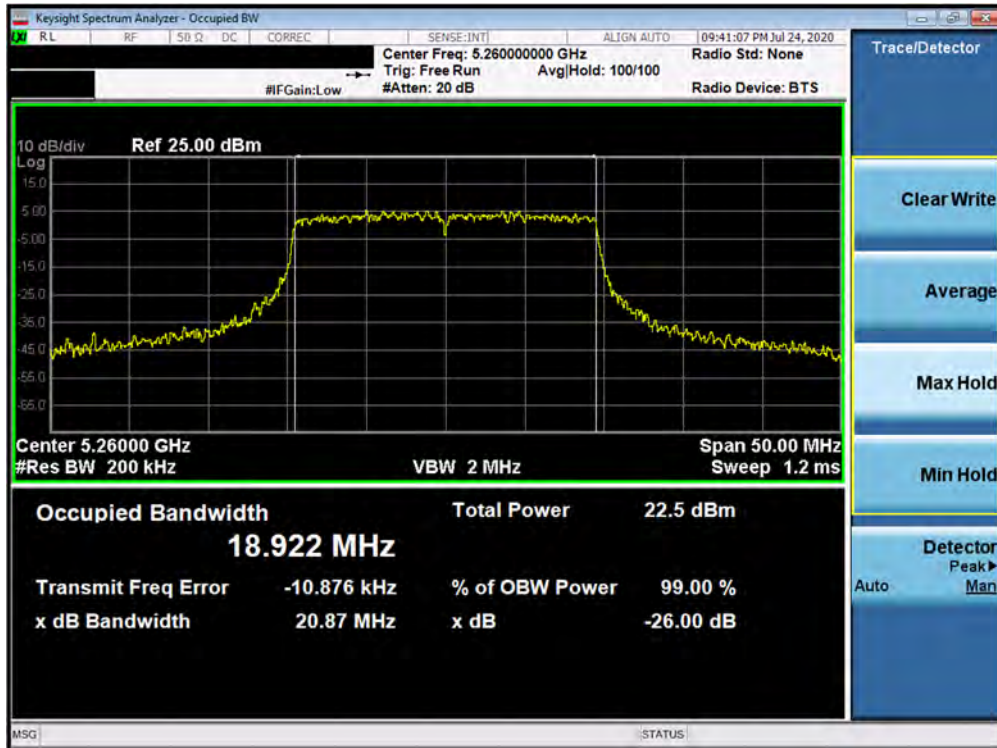 Keysight Spectrum Analyzer - Occupied BW
LXI RL RF 50 Ω DC CORREC SENSE:INT ALIGN AUTO 09:41:07 PM Jul 24, 2020
Center Freq: 5.260000000 GHz Radio Std: None
Trig: Free Run Avg|Hold: 100/100
#IFGain:Low #Atten: 20 dB Radio Device: BTS
10 dB/div Ref 25.00 dBm
Log
15.0
5.00
-5.00
-15.0
-25.0
-35.0
-45.0
-55.0
-65.0
Center 5.26000 GHz Span 50.00 MHz
#Res BW 200 kHz VBW 2 MHz Sweep 1.2 ms
Occupied Bandwidth Total Power 22.5 dBm
18.922 MHz
Transmit Freq Error -10.876 kHz % of OBW Power 99.00 %
x dB Bandwidth 20.87 MHz x dB -26.00 dB
MSG STATUS
Trace/Detector
Clear Write
Average
Max Hold
Min Hold
Detector
Peak▶
Auto Man